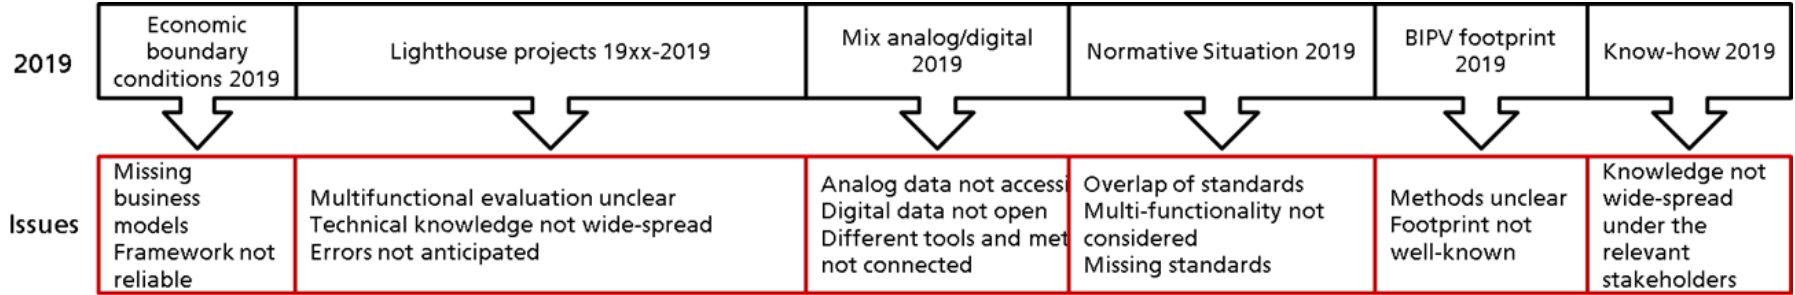 2019
Economic
boundary
conditions 2019
Lighthouse projects 19xx-2019
Mix analog/digital
2019
Normative Situation 2019
BIPV footprint
2019
Know-how 2019
Issues
Missing
business
models
Framework not
reliable
Multifunctional evaluation unclear
Technical knowledge not wide-spread
Errors not anticipated
Analog data not accessi
Digital data not open
Different tools and met
not connected
Overlap of standards
Multi-functionality not
considered
Missing standards
Methods unclear
Footprint not
well-known
Knowledge not
wide-spread
under the
relevant
stakeholders